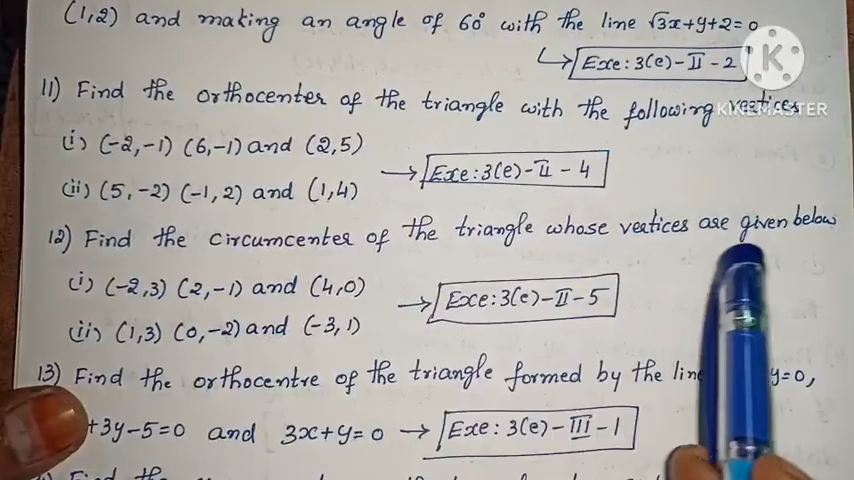 (1,2) and making an angle of 60° with the line √3x+y+2=0
↳ Exe: 3(e)-II-2
K
KINEMASTER
11) Find the orthocenter of the triangle with the following vertices
(i) (-2,-1) (6,-1) and (2,5)
→ Exe: 3(e)-II-4
(ii) (5,-2) (-1,2) and (1,4)
12) Find the circumcenter of the triangle whose vertices are given below
(i) (-2,3) (2,-1) and (4,0)
→ Exe: 3(e)-II-5
(ii) (1,3) (0,-2) and (-3,1)
13) Find the orthocentre of the triangle formed by the line y=0,
+3y-5=0 and 3x+y=0 → Exe: 3(e)-III-1
Find the